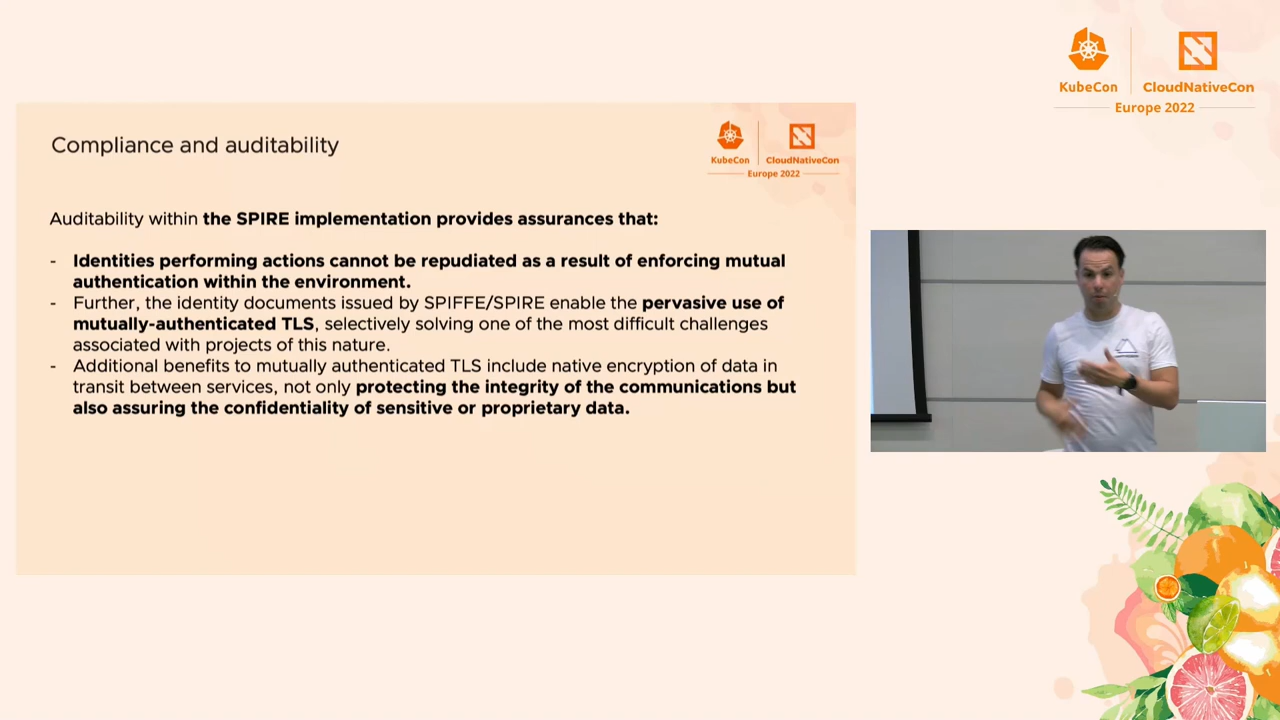 KubeCon
CloudNativeCon
Europe 2022
Compliance and auditability
KubeCon
CloudNativeCon
Europe 2022
Auditability within the SPIRE implementation provides assurances that:
- Identities performing actions cannot be repudiated as a result of enforcing mutual
authentication within the environment.
- Further, the identity documents issued by SPIFFE/SPIRE enable the pervasive use of
mutually-authenticated TLS, selectively solving one of the most difficult challenges
associated with projects of this nature.
- Additional benefits to mutually authenticated TLS include native encryption of data in
transit between services, not only protecting the integrity of the communications but
also assuring the confidentiality of sensitive or proprietary data.